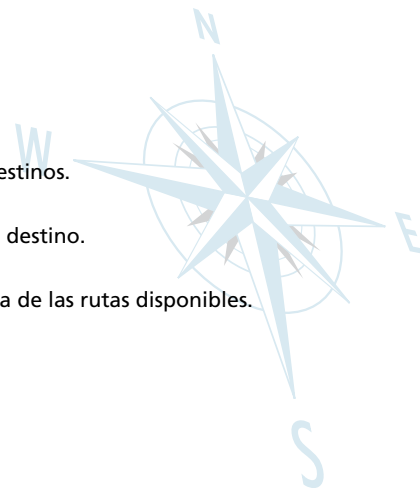 N
W
estinos.
E
destino.
a de las rutas disponibles.
S